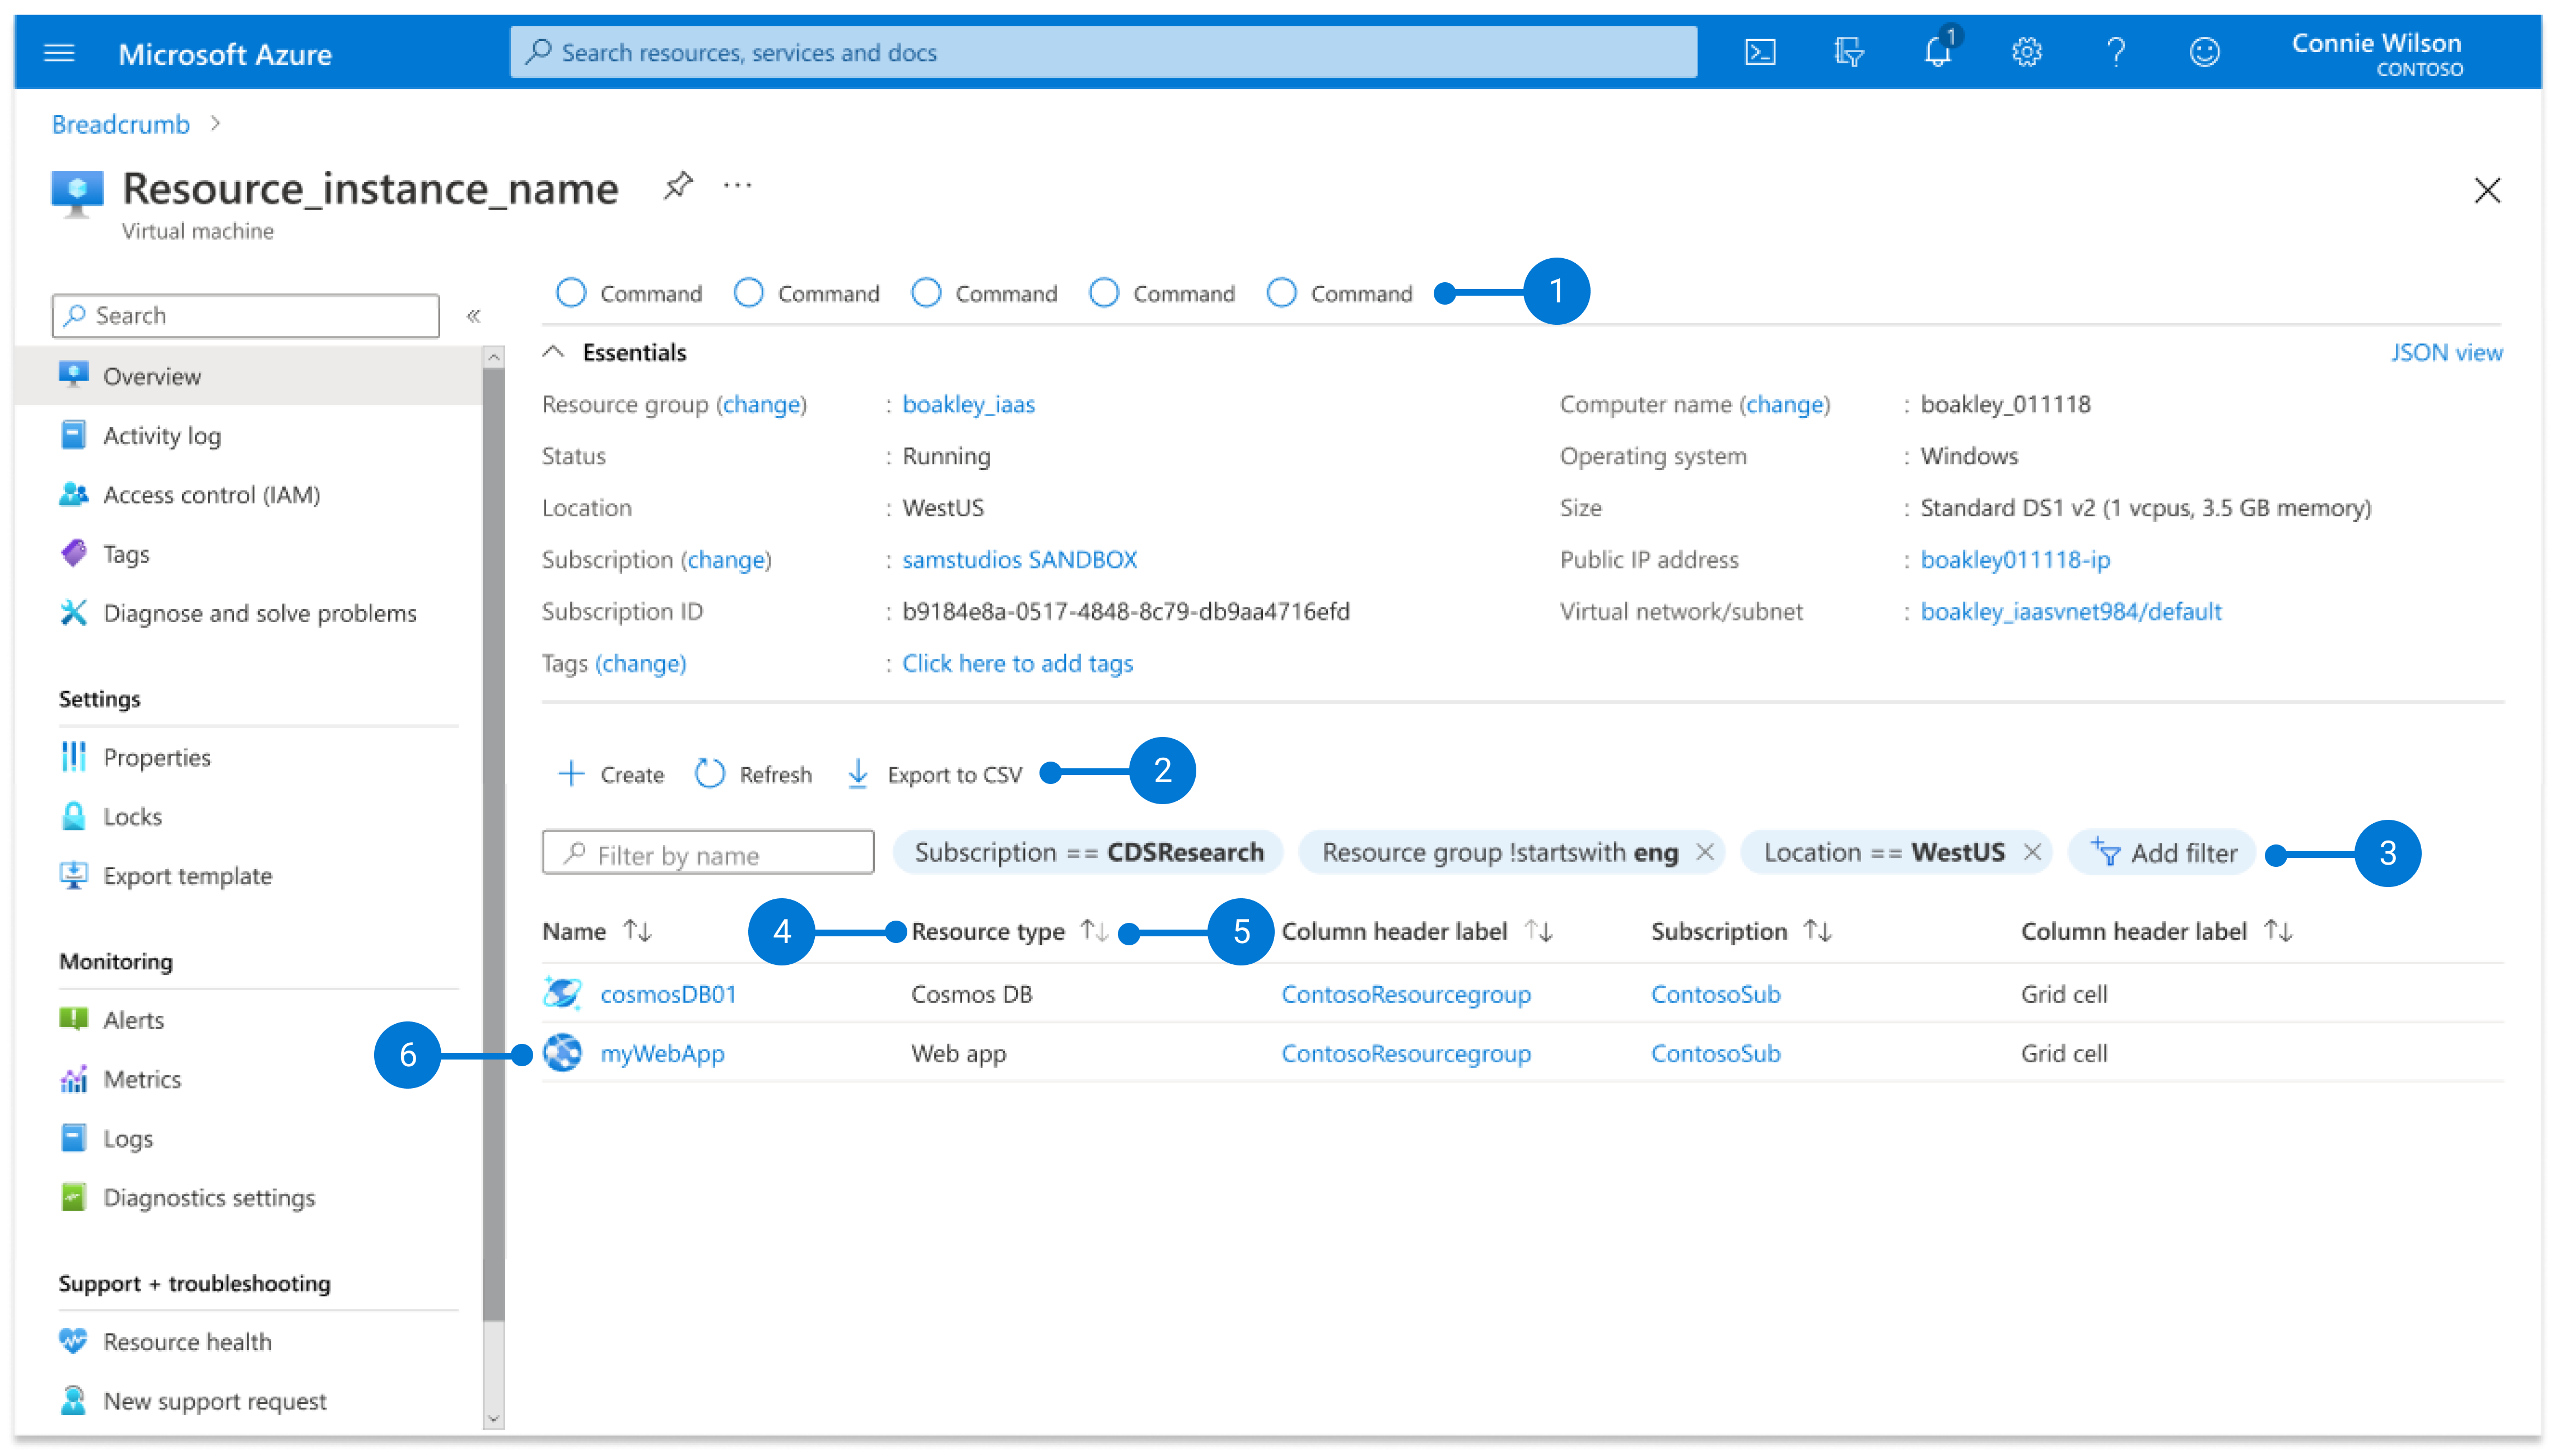 Microsoft Azure
Search resources, services and docs
1
Connie Wilson
CONTOSO
Breadcrumb >
Resource_instance_name
Virtual machine
Search
Overview
Activity log
Access control (IAM)
Tags
Diagnose and solve problems
Settings
Properties
Locks
Export template
Monitoring
Alerts
Metrics
Logs
Diagnostics settings
Support + troubleshooting
Resource health
New support request
Command Command Command Command Command 1
Essentials JSON view
Resource group (change) : boakley_iaas
Status : Running
Location : WestUS
Subscription (change) : samstudios SANDBOX
Subscription ID : b9184e8a-0517-4848-8c79-db9aa4716efd
Tags (change) : Click here to add tags
Computer name (change) : boakley_011118
Operating system : Windows
Size : Standard DS1 v2 (1 vcpus, 3.5 GB memory)
Public IP address : boakley011118-ip
Virtual network/subnet : boakley_iaasvnet984/default
Create Refresh Export to CSV 2
Filter by name Subscription == CDSResearch Resource group !startswith eng Location == WestUS Add filter 3
Name ↑↓ 4 Resource type ↑↓ 5 Column header label ↑↓ Subscription ↑↓ Column header label ↑↓
cosmosDB01 Cosmos DB ContosoResourcegroup ContosoSub Grid cell
6 myWebApp Web app ContosoResourcegroup ContosoSub Grid cell